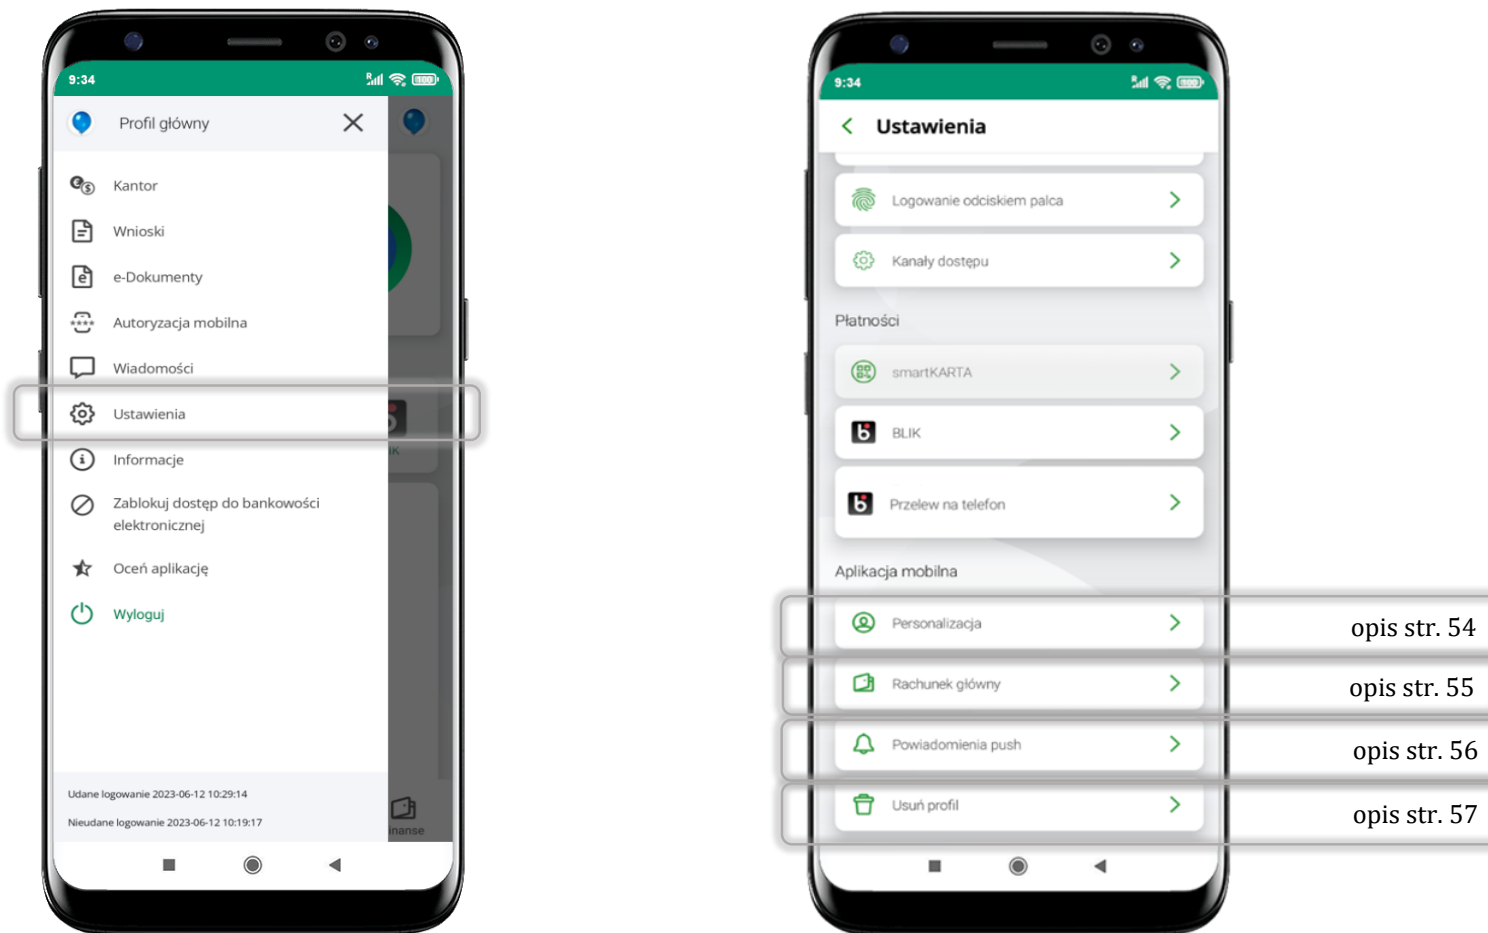 9:34
Profil główny
Kantor
Wnioski
e-Dokumenty
Autoryzacja mobilna
Wiadomości
Ustawienia
Informacje
Zablokuj dostęp do bankowości
elektronicznej
Oceń aplikację
Wyloguj
Udane logowanie 2023-06-12 10:29:14
Nieudane logowanie 2023-06-12 10:19:17
IK
inanse
9:34
Ustawienia
Logowanie odciskiem palca
Kanały dostępu
Płatności
smartKARTA
BLIK
Przelew na telefon
Aplikacja mobilna
Personalizacja
opis str. 54
Rachunek główny
opis str. 55
Powiadomienia push
opis str. 56
Usuń profil
opis str. 57